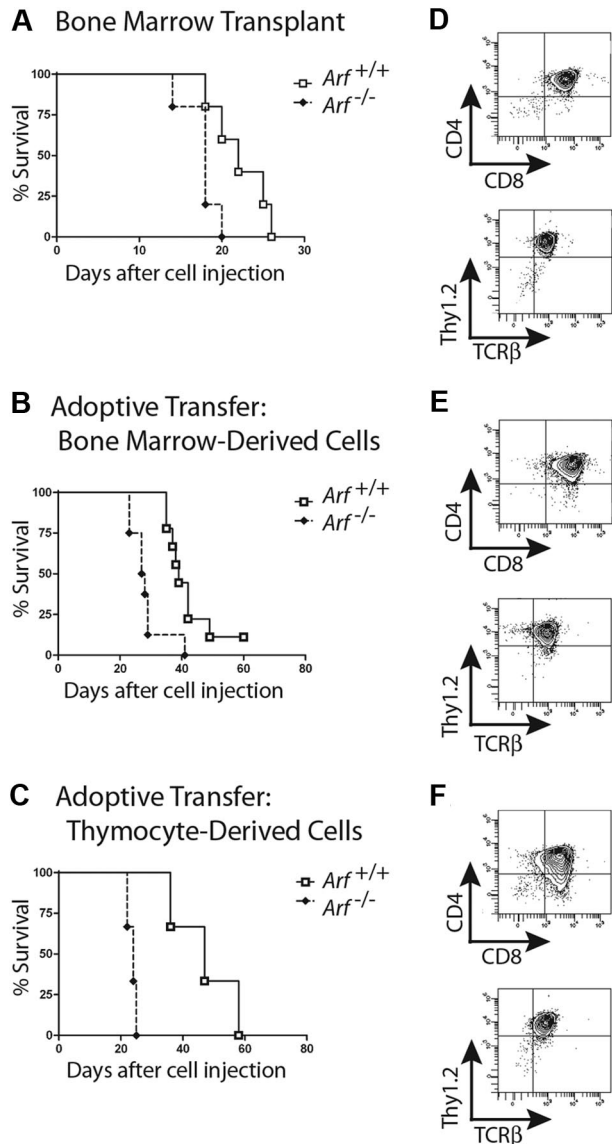 A Bone Marrow Transplant
100
75
50
25
0
0 10 20 30
% Survival
Days after cell injection
Arf +/+
Arf -/-
B Adoptive Transfer:
Bone Marrow-Derived Cells
100
75
50
25
0
0 20 40 60 80
% Survival
Days after cell injection
Arf +/+
Arf -/-
C Adoptive Transfer:
Thymocyte-Derived Cells
100
75
50
25
0
0 20 40 60 80
% Survival
Days after cell injection
Arf +/+
Arf -/-
D
CD4
CD8
Thy1.2
TCRβ
E
CD4
CD8
Thy1.2
TCRβ
F
CD4
CD8
Thy1.2
TCRβ